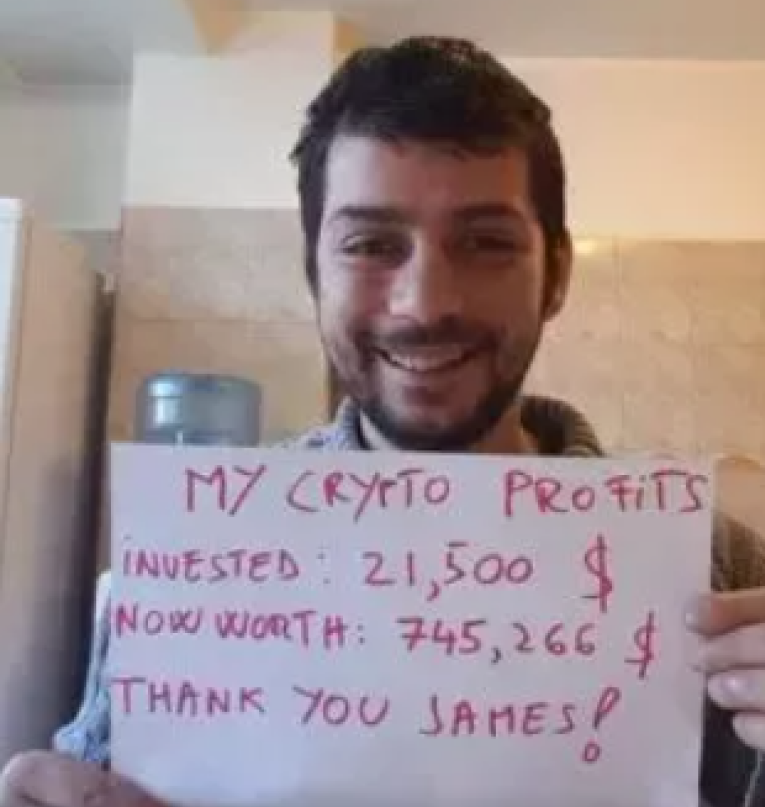 MY CRYPTO PROFITS
INVESTED: 21,500 $
NOW WORTH: 745,266 $
THANK YOU JAMES!